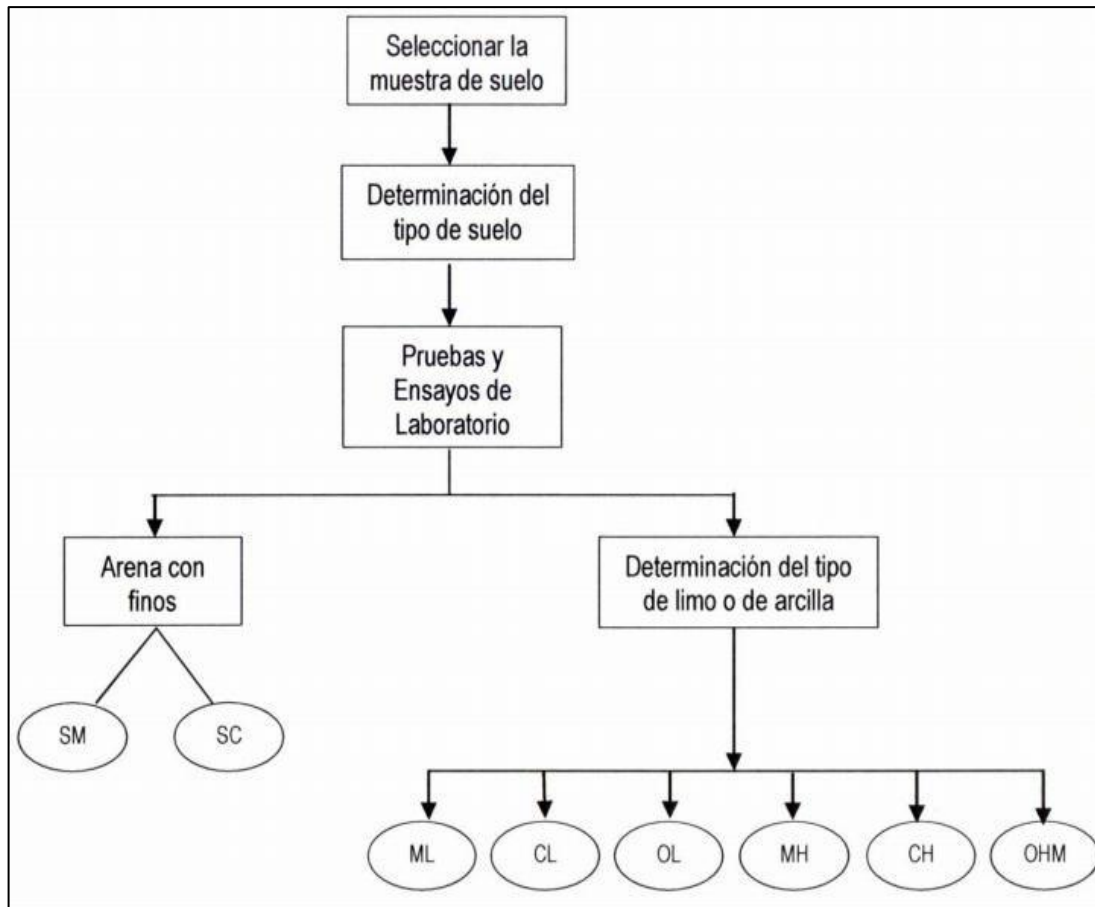 Seleccionar la
muestra de suelo
Determinación del
tipo de suelo
Pruebas y
Ensayos de
Laboratorio
Arena con
finos
Determinación del tipo
de limo o de arcilla
SM
SC
ML
CL
OL
MH
CH
OHM